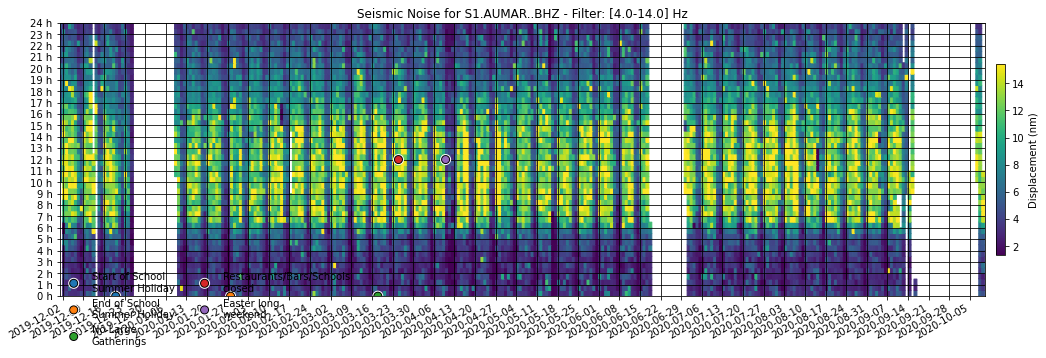 Seismic Noise for S1.AUMAR..BHZ - Filter: [4.0-14.0] Hz
24 h
23 h
22 h
21 h
20 h
19 h
18 h
17 h
16 h
15 h
14 h
13 h
12 h
11 h
10 h
9 h
8 h
7 h
6 h
5 h
4 h
3 h
2 h
1 h
0 h
14
12
10
8
6
4
2
Displacement (nm)
Start of School
Summer Holiday
End of School
Summer Holiday
No Large
Gatherings
Restaurants/Bars/Schools
closed
Easter long
weekend
2019-12-02
2020-02-24
2020-03-02
2020-03-09
2020-03-16
2020-03-23
2020-03-30
2020-04-06
2020-04-13
2020-04-20
2020-04-27
2020-05-04
2020-05-11
2020-05-18
2020-05-25
2020-06-01
2020-06-08
2020-06-15
2020-06-22
2020-06-29
2020-07-06
2020-07-13
2020-07-20
2020-07-27
2020-08-03
2020-08-10
2020-08-17
2020-08-24
2020-08-31
2020-09-07
2020-09-14
2020-09-21
2020-09-28
2020-10-05